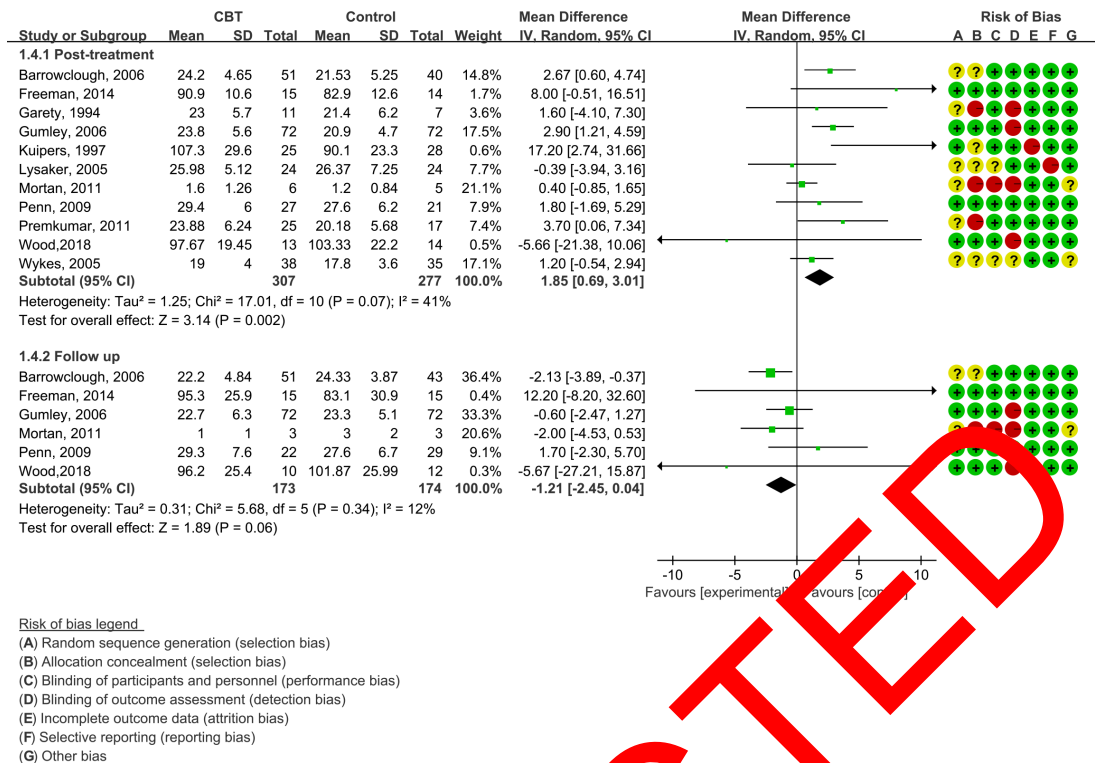 CBT Control Mean Difference Mean Difference Risk of Bias
Study or Subgroup Mean SD Total Mean SD Total Weight IV, Random, 95% CI IV, Random, 95% CI A B C D E F G
1.4.1 Post-treatment
Barrowclough, 2006 24.2 4.65 51 21.53 5.25 40 14.8% 2.67 [0.60, 4.74] ? ? + + + + +
Freeman, 2014 90.9 10.6 15 82.9 12.6 14 1.7% 8.00 [-0.51, 16.51] + + + + + + +
Garety, 1994 23 5.7 11 21.4 6.2 7 3.6% 1.60 [-4.10, 7.30] ? - + - + + +
Gumley, 2006 23.8 5.6 72 20.9 4.7 72 17.5% 2.90 [1.21, 4.59] + + + - + + +
Kuipers, 1997 107.3 29.6 25 90.1 23.3 28 0.6% 17.20 [2.74, 31.66] + ? + + - + +
Lysaker, 2005 25.98 5.12 24 26.37 7.25 24 7.7% -0.39 [-3.94, 3.16] ? ? ? + + - +
Mortan, 2011 1.6 1.26 6 1.2 0.84 5 21.1% 0.40 [-0.85, 1.65] ? - - - + + ?
Penn, 2009 29.4 6 27 27.6 6.2 21 7.9% 1.80 [-1.69, 5.29] + + + + + + +
Premkumar, 2011 23.88 6.24 25 20.18 5.68 17 7.4% 3.70 [0.06, 7.34] ? - + + + + +
Wood,2018 97.67 19.45 13 103.33 22.2 14 0.5% -5.66 [-21.38, 10.06] + + + - + + +
Wykes, 2005 19 4 38 17.8 3.6 35 17.1% 1.20 [-0.54, 2.94] ? ? ? ? + + ?
Subtotal (95% CI) 307 277 100.0% 1.85 [0.69, 3.01]
Heterogeneity: Tau² = 1.25; Chi² = 17.01, df = 10 (P = 0.07); I² = 41%
Test for overall effect: Z = 3.14 (P = 0.002)
1.4.2 Follow up
Barrowclough, 2006 22.2 4.84 51 24.33 3.87 43 36.4% -2.13 [-3.89, -0.37] ? ? + + + + +
Freeman, 2014 95.3 25.9 15 83.1 30.9 15 0.4% 12.20 [-8.20, 32.60] + + + + + + +
Gumley, 2006 22.7 6.3 72 23.3 5.1 72 33.3% -0.60 [-2.47, 1.27] + + + - + + +
Mortan, 2011 1 1 3 3 2 3 20.6% -2.00 [-4.53, 0.53] ?
Penn, 2009 29.3 7.6 22 27.6 6.7 29 9.1% 1.70 [-2.30, 5.70] + +
Wood,2018 96.2 25.4 10 101.87 25.99 12 0.3% -5.67 [-27.21, 15.87] + + + + + +
Subtotal (95% CI) 173 174 100.0% -1.21 [-2.45, 0.04]
Heterogeneity: Tau² = 0.31; Chi² = 5.68, df = 5 (P = 0.34); I² = 12%
Test for overall effect: Z = 1.89 (P = 0.06)
-10 -5 0 5 10
Favours [experimental]
Risk of bias legend
(A) Random sequence generation (selection bias)
(B) Allocation concealment (selection bias)
(C) Blinding of participants and personnel (performance bias)
(D) Blinding of outcome assessment (detection bias)
(E) Incomplete outcome data (attrition bias)
(F) Selective reporting (reporting bias)
(G) Other bias
TED